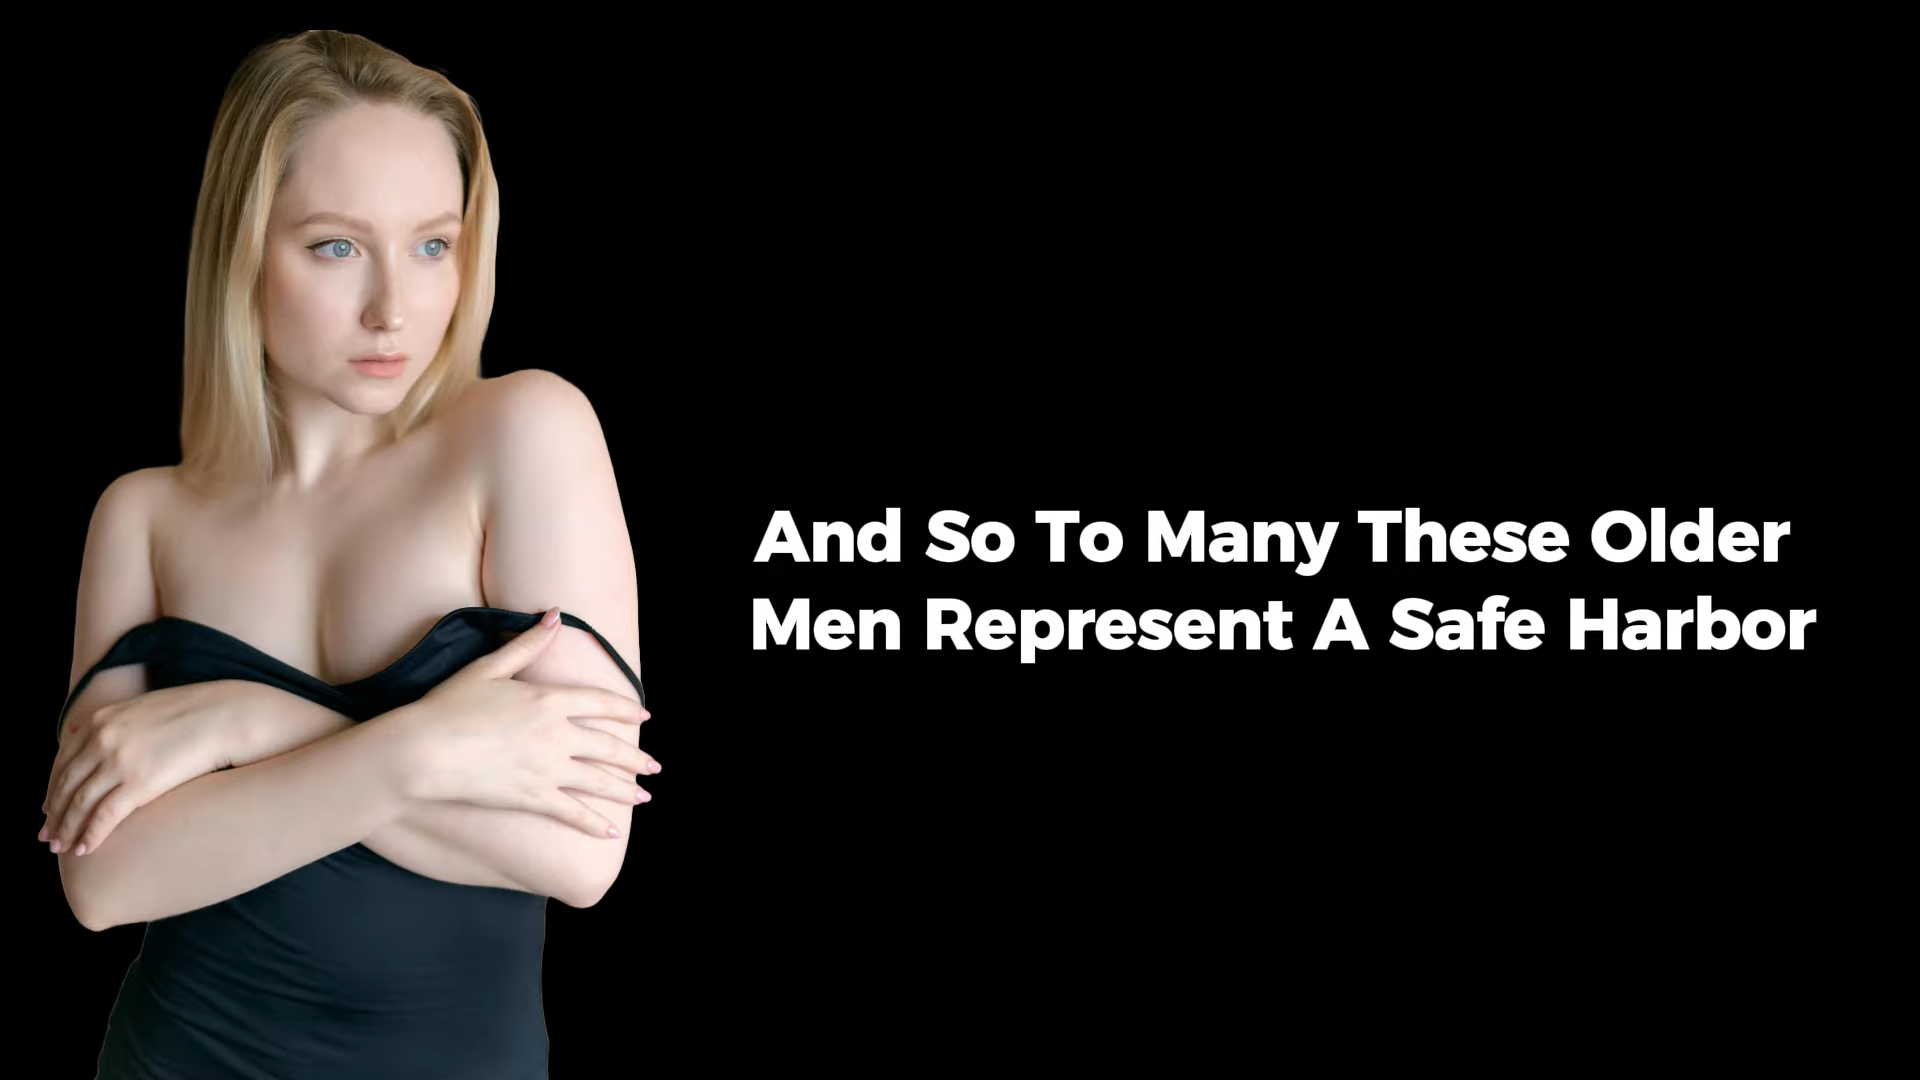 And So To Many These Older
Men Represent A Safe Harbor